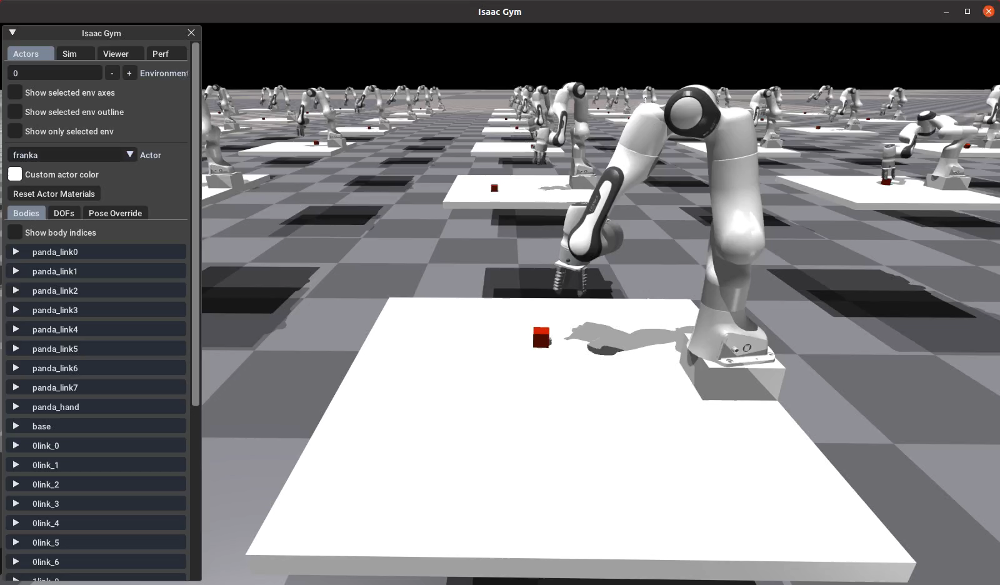 Isaac Gym
Isaac Gym
Actors Sim Viewer Perf
0 - + Environment
Show selected env axes
Show selected env outline
Show only selected env
franka Actor
Custom actor color
Reset Actor Materials
Bodies DOFs Pose Override
Show body indices
panda_link0
panda_link1
panda_link2
panda_link3
panda_link4
panda_link5
panda_link6
panda_link7
panda_hand
base
0link_0
0link_1
0link_2
0link_3
0link_4
0link_5
0link_6